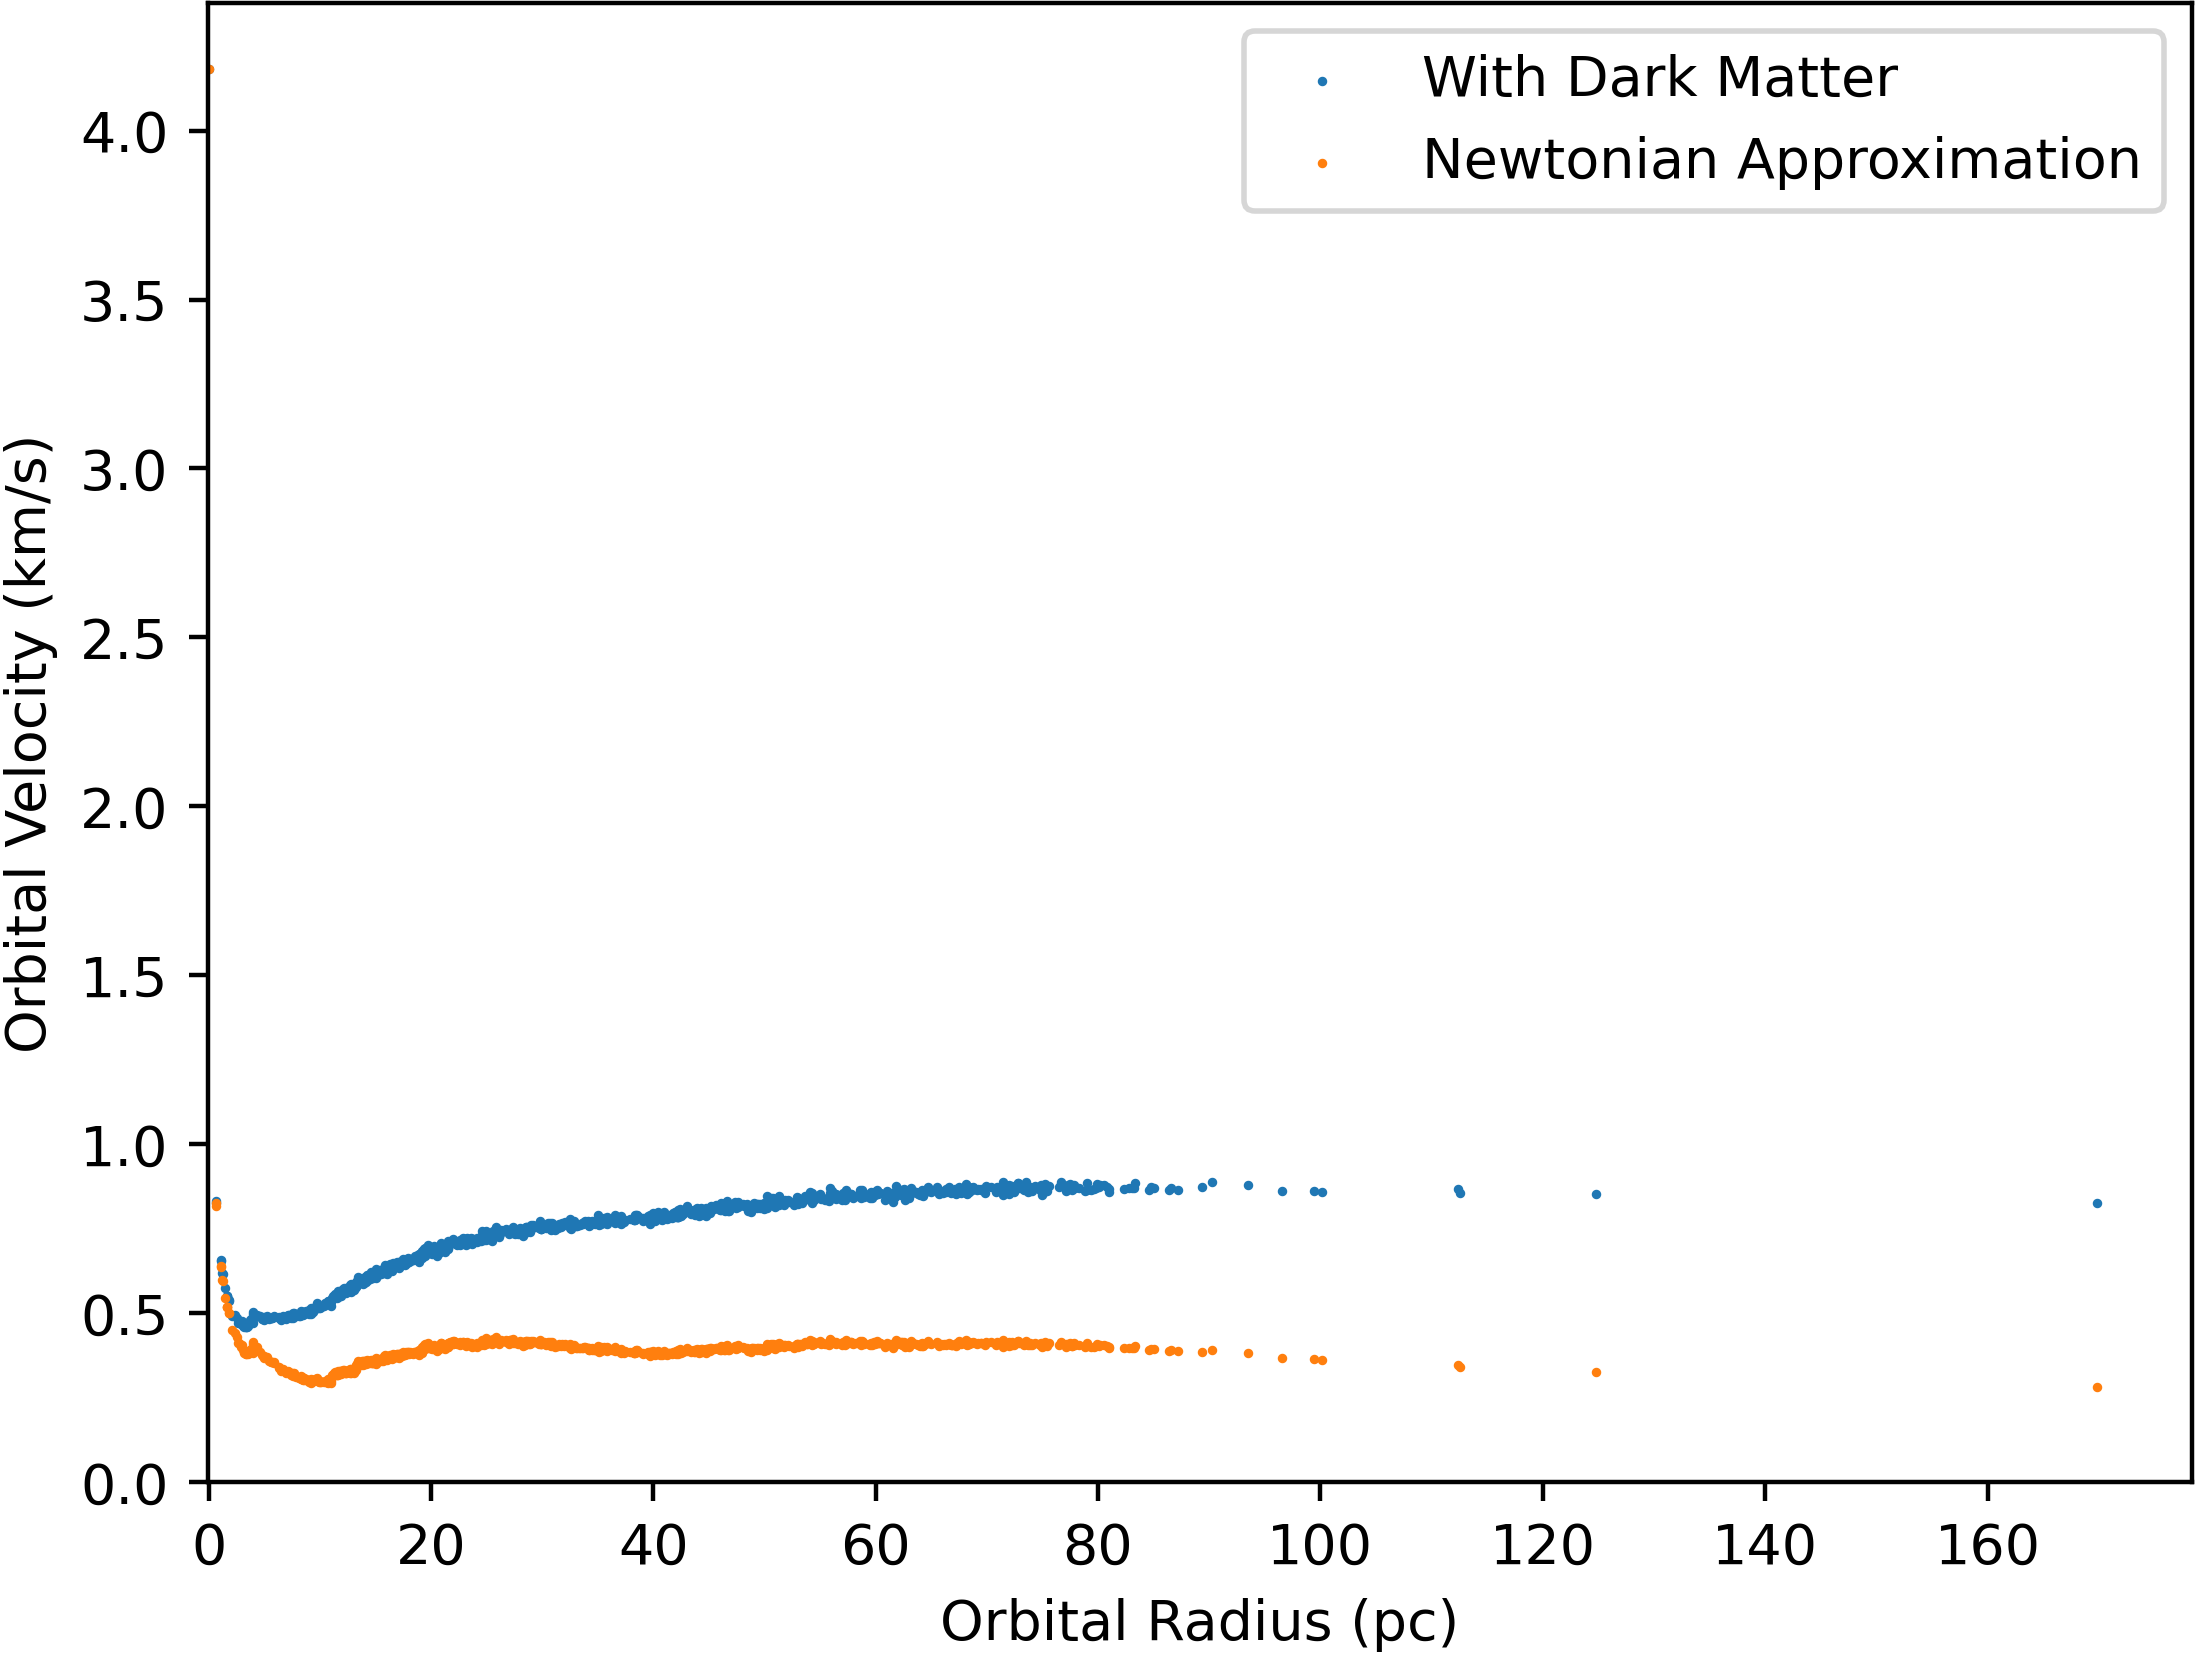 With Dark Matter
Newtonian Approximation
4.0
3.5
3.0
2.5
2.0
1.5
1.0
0.5
0.0
Orbital Velocity (km/s)
0 20 40 60 80 100 120 140 160
Orbital Radius (pc)